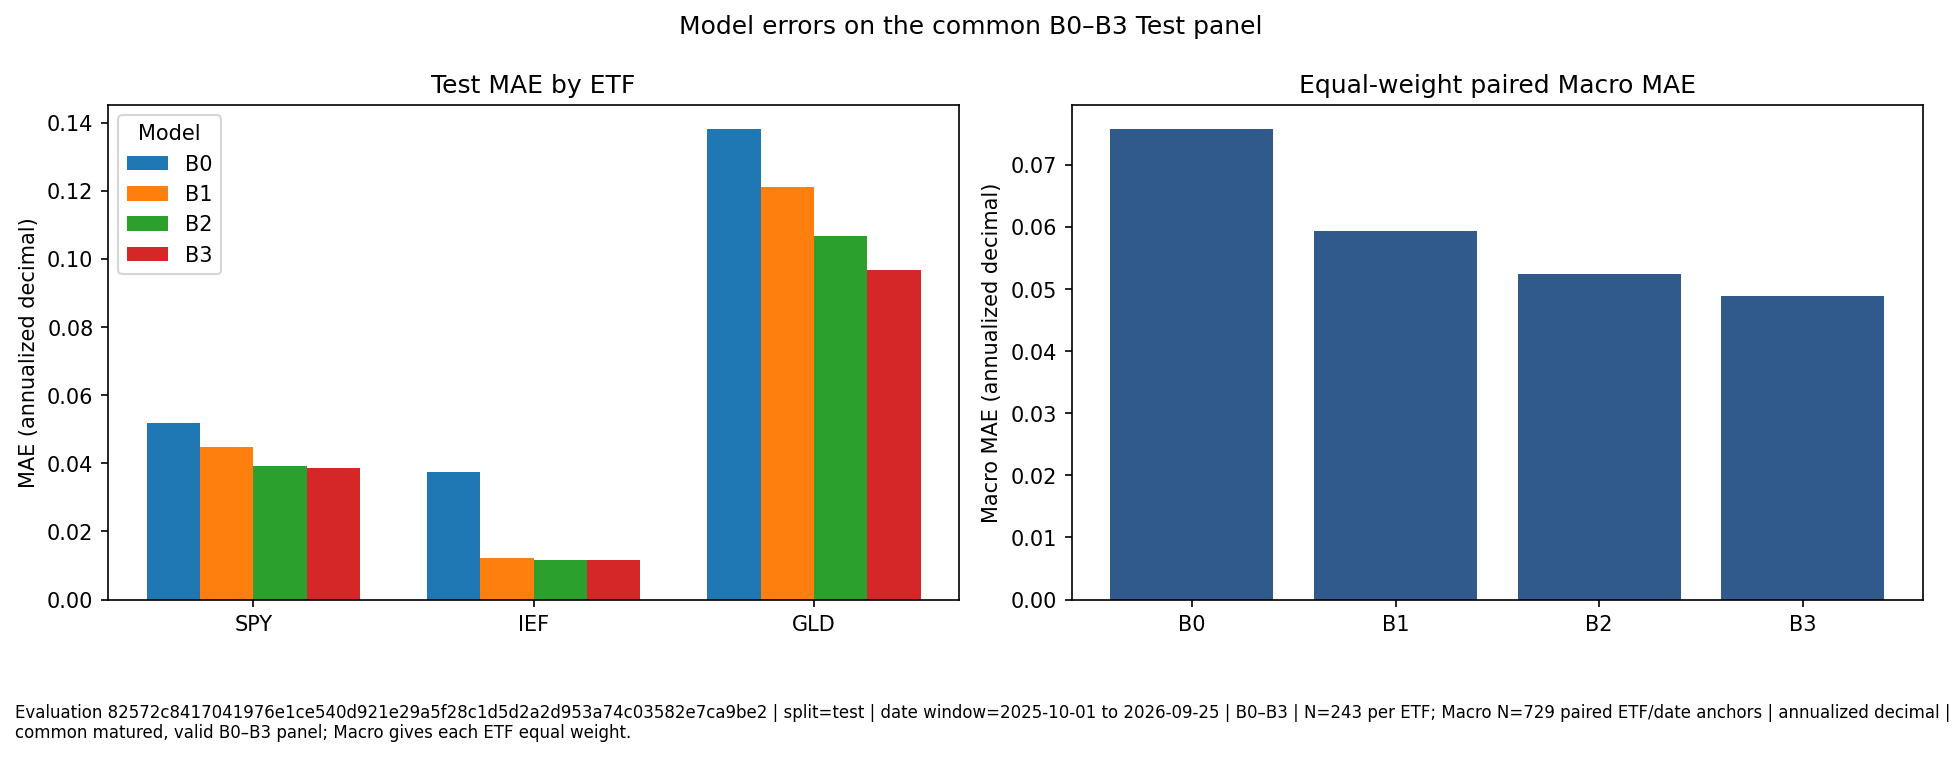 Model errors on the common B0–B3 Test panel
Test MAE by ETF
MAE (annualized decimal)
0.14
0.12
0.10
0.08
0.06
0.04
0.02
0.00
Model
B0
B1
B2
B3
SPY
IEF
GLD
Equal-weight paired Macro MAE
Macro MAE (annualized decimal)
0.07
0.06
0.05
0.04
0.03
0.02
0.01
0.00
B0
B1
B2
B3
Evaluation 82572c8417041976e1ce540d921e29a5f28c1d5d2a2d953a74c03582e7ca9be2 | split=test | date window=2025-10-01 to 2026-09-25 | B0–B3 | N=243 per ETF; Macro N=729 paired ETF/date anchors | annualized decimal |
common matured, valid B0–B3 panel; Macro gives each ETF equal weight.